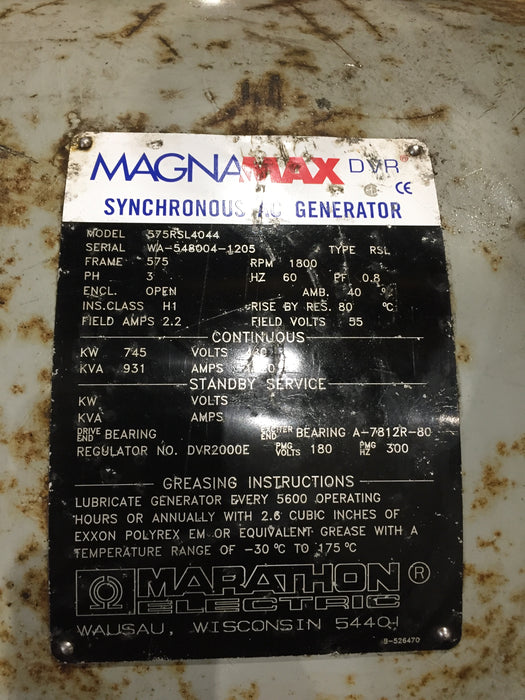 MAGNAMAX DVR®
CE
SYNCHRONOUS AC GENERATOR
MODEL 575RSL4044
SERIAL WA-548004-1205 TYPE RSL
FRAME 575 RPM 1800
PH 3 HZ 60 PF 0.8
ENCL. OPEN AMB. 40 °
INS.CLASS H1 RISE BY RES. 80 °C
FIELD AMPS 2.2 FIELD VOLTS 55
CONTINUOUS
KW 745 VOLTS
KVA 931 AMPS
STANDBY SERVICE
KW VOLTS
KVA AMPS
DRIVE END BEARING EXCITER END BEARING A-7812R-80
REGULATOR NO. DVR2000E PMG VOLTS 180 PMG HZ 300
GREASING INSTRUCTIONS
LUBRICATE GENERATOR EVERY 5600 OPERATING
HOURS OR ANNUALLY WITH 2.6 CUBIC INCHES OF
EXXON POLYREX EM OR EQUIVALENT GREASE WITH A
TEMPERATURE RANGE OF -30 °C TO 175 °C
MARATHON ®
ELECTRIC
WAUSAU, WISCONSIN 54401
B-526470